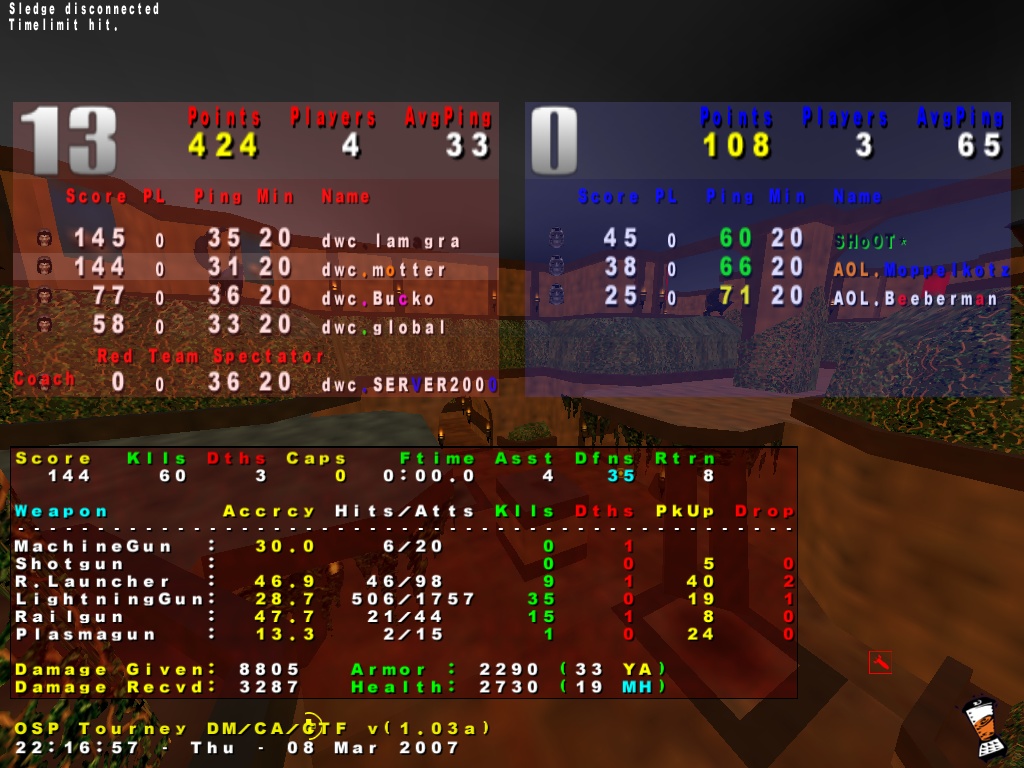 Sledge disconnected
Timelimit hit.
13 Points Players AvgPing
424 4 33
Score PL Ping Min Name
145 0 35 20 dwc.lam gra
144 0 31 20 dwc.motter
77 0 36 20 dwc.Bucko
58 0 33 20 dwc.global
Red Team Spectator
Coach 0 0 36 20 dwc.SERVER2000
0 Points Players AvgPing
108 3 65
Score PL Ping Min Name
45 0 60 20 SHoOT*
38 0 66 20 AOL.Moppelkotz
25 0 71 20 AOL.Beeberman
Score Klls Dths Caps Ftime Asst Dfns Rtrn
144 60 3 0 0:00.0 4 35 8
Weapon Accrcy Hits/Atts Klls Dths PkUp Drop
- - - - - - - - - - - - - - - - - - - - - - - - - - - - - - - - - - - - - - - - - - - -
MachineGun : 30.0 6/20 0 1
Shotgun : 0 0 5 0
R.Launcher : 46.9 46/98 9 1 40 2
LightningGun: 28.7 506/1757 35 0 19 1
Railgun : 47.7 21/44 15 1 8 0
Plasmagun : 13.3 2/15 1 0 24 0
Damage Given: 8805 Armor : 2290 (33 YA)
Damage Recvd: 3287 Health: 2730 (19 MH)
OSP Tourney DM/CA/CTF v(1.03a)
22:16:57 - Thu - 08 Mar 2007